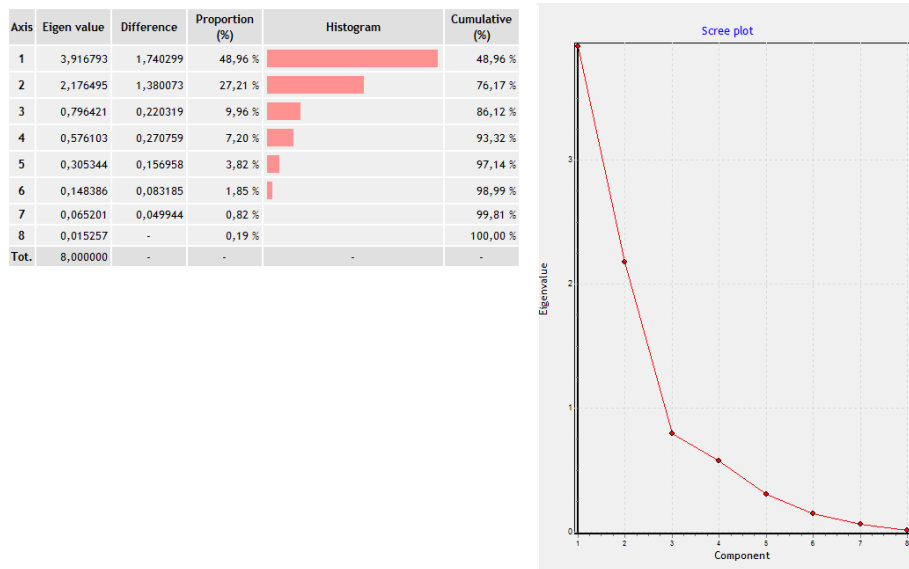 Axis Eigen value Difference Proportion (%) Histogram Cumulative (%)
1 3,916793 1,740299 48,96 % 48,96 %
2 2,176495 1,380073 27,21 % 76,17 %
3 0,796421 0,220319 9,96 % 86,12 %
4 0,576103 0,270759 7,20 % 93,32 %
5 0,305344 0,156958 3,82 % 97,14 %
6 0,148386 0,083185 1,85 % 98,99 %
7 0,065201 0,049944 0,82 % 99,81 %
8 0,015257 - 0,19 % 100,00 %
Tot. 8,000000 - - - -
Scree plot
Eigenvalue
3
2
1
0
1 2 3 4 5 6 7 8
Component